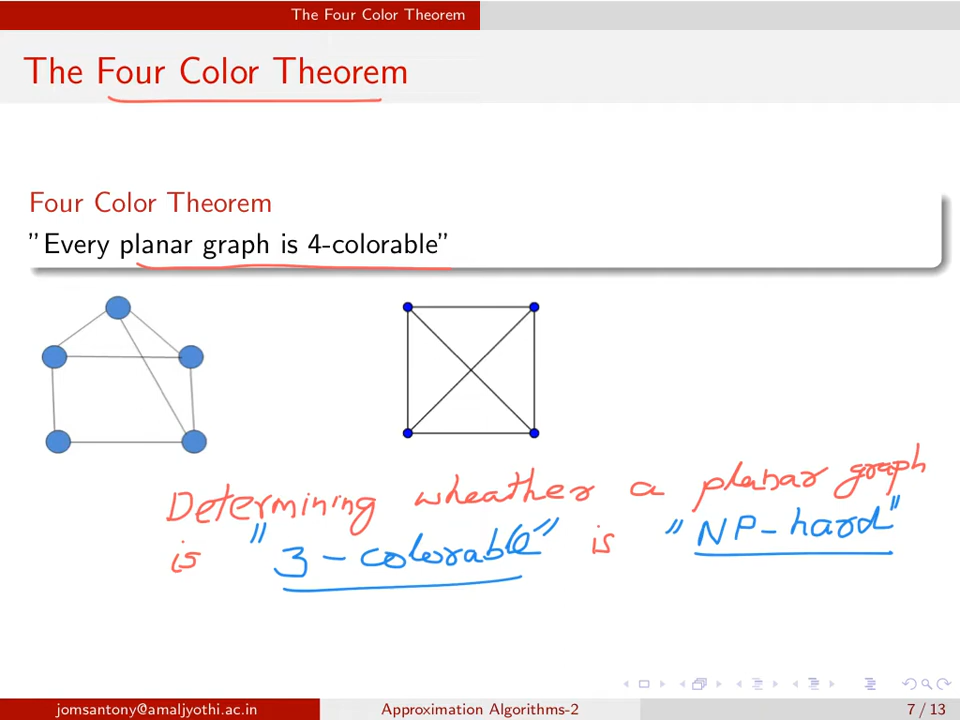 The Four Color Theorem
The Four Color Theorem
Four Color Theorem
"Every planar graph is 4-colorable"
Determining wheather a planar graph
is "3-colorable" is "NP-hard"
jomsantony@amaljyothi.ac.in Approximation Algorithms-2 7 / 13